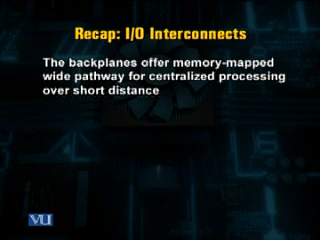 Recap: I/O Interconnects
The backplanes offer memory-mapped
wide pathway for centralized processing
over short distance
VU